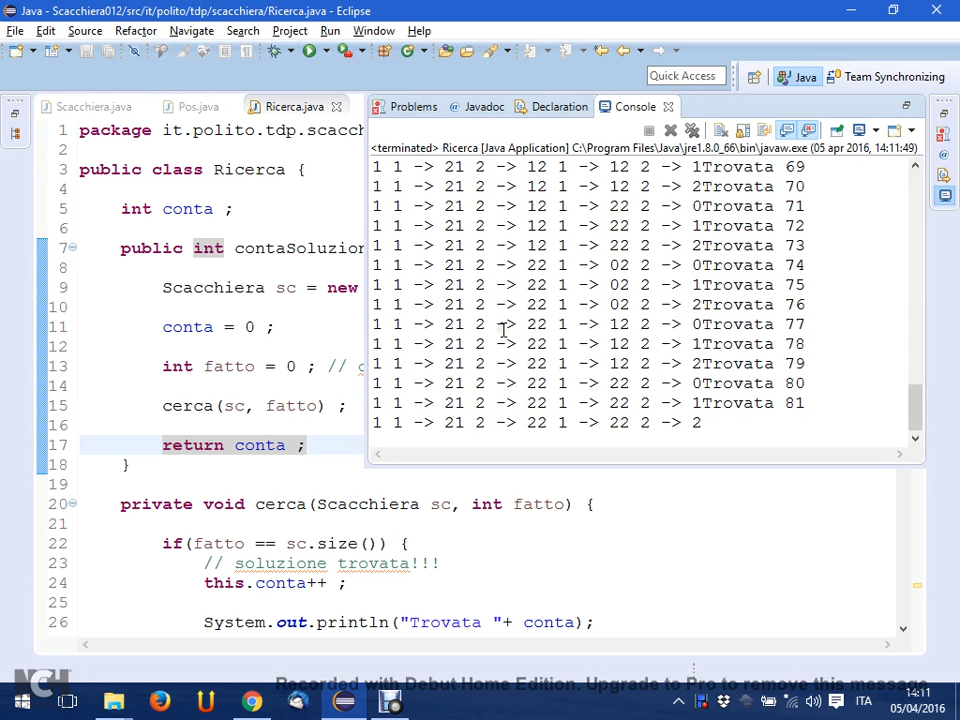 Java - Scacchiera012/src/it/polito/tdp/scacchiera/Ricerca.java - Eclipse
File Edit Source Refactor Navigate Search Project Run Window Help
Quick Access
Java
Team Synchronizing
Scacchiera.java
Pos.java
Ricerca.java
Problems
Javadoc
Declaration
Console
<terminated> Ricerca [Java Application] C:\Program Files\Java\jre1.8.0_66\bin\javaw.exe (05 apr 2016, 14:11:49)
1 1 -> 21 2 -> 12 1 -> 12 2 -> 1Trovata 69
1 1 -> 21 2 -> 12 1 -> 12 2 -> 2Trovata 70
1 1 -> 21 2 -> 12 1 -> 22 2 -> 0Trovata 71
1 1 -> 21 2 -> 12 1 -> 22 2 -> 1Trovata 72
1 1 -> 21 2 -> 12 1 -> 22 2 -> 2Trovata 73
1 1 -> 21 2 -> 22 1 -> 02 2 -> 0Trovata 74
1 1 -> 21 2 -> 22 1 -> 02 2 -> 1Trovata 75
1 1 -> 21 2 -> 22 1 -> 02 2 -> 2Trovata 76
1 1 -> 21 2 -> 22 1 -> 12 2 -> 0Trovata 77
1 1 -> 21 2 -> 22 1 -> 12 2 -> 1Trovata 78
1 1 -> 21 2 -> 22 1 -> 12 2 -> 2Trovata 79
1 1 -> 21 2 -> 22 1 -> 22 2 -> 0Trovata 80
1 1 -> 21 2 -> 22 1 -> 22 2 -> 1Trovata 81
1 1 -> 21 2 -> 22 1 -> 22 2 -> 2
1 package it.polito.tdp.scacc
2
3 public class Ricerca {
4
5 int conta ;
6
7 public int contaSoluzion
8
9 Scacchiera sc = new
10
11 conta = 0 ;
12
13 int fatto = 0 ; //
14
15 cerca(sc, fatto) ;
16
17 return conta ;
18 }
19
20 private void cerca(Scacchiera sc, int fatto) {
21
22 if(fatto == sc.size()) {
23 // soluzione trovata!!!
24 this.conta++ ;
25
26 System.out.println("Trovata "+ conta);
NCH
Recorded with Debut Home Edition. Upgrade to Pro to remove this message
ITA
14:11
05/04/2016